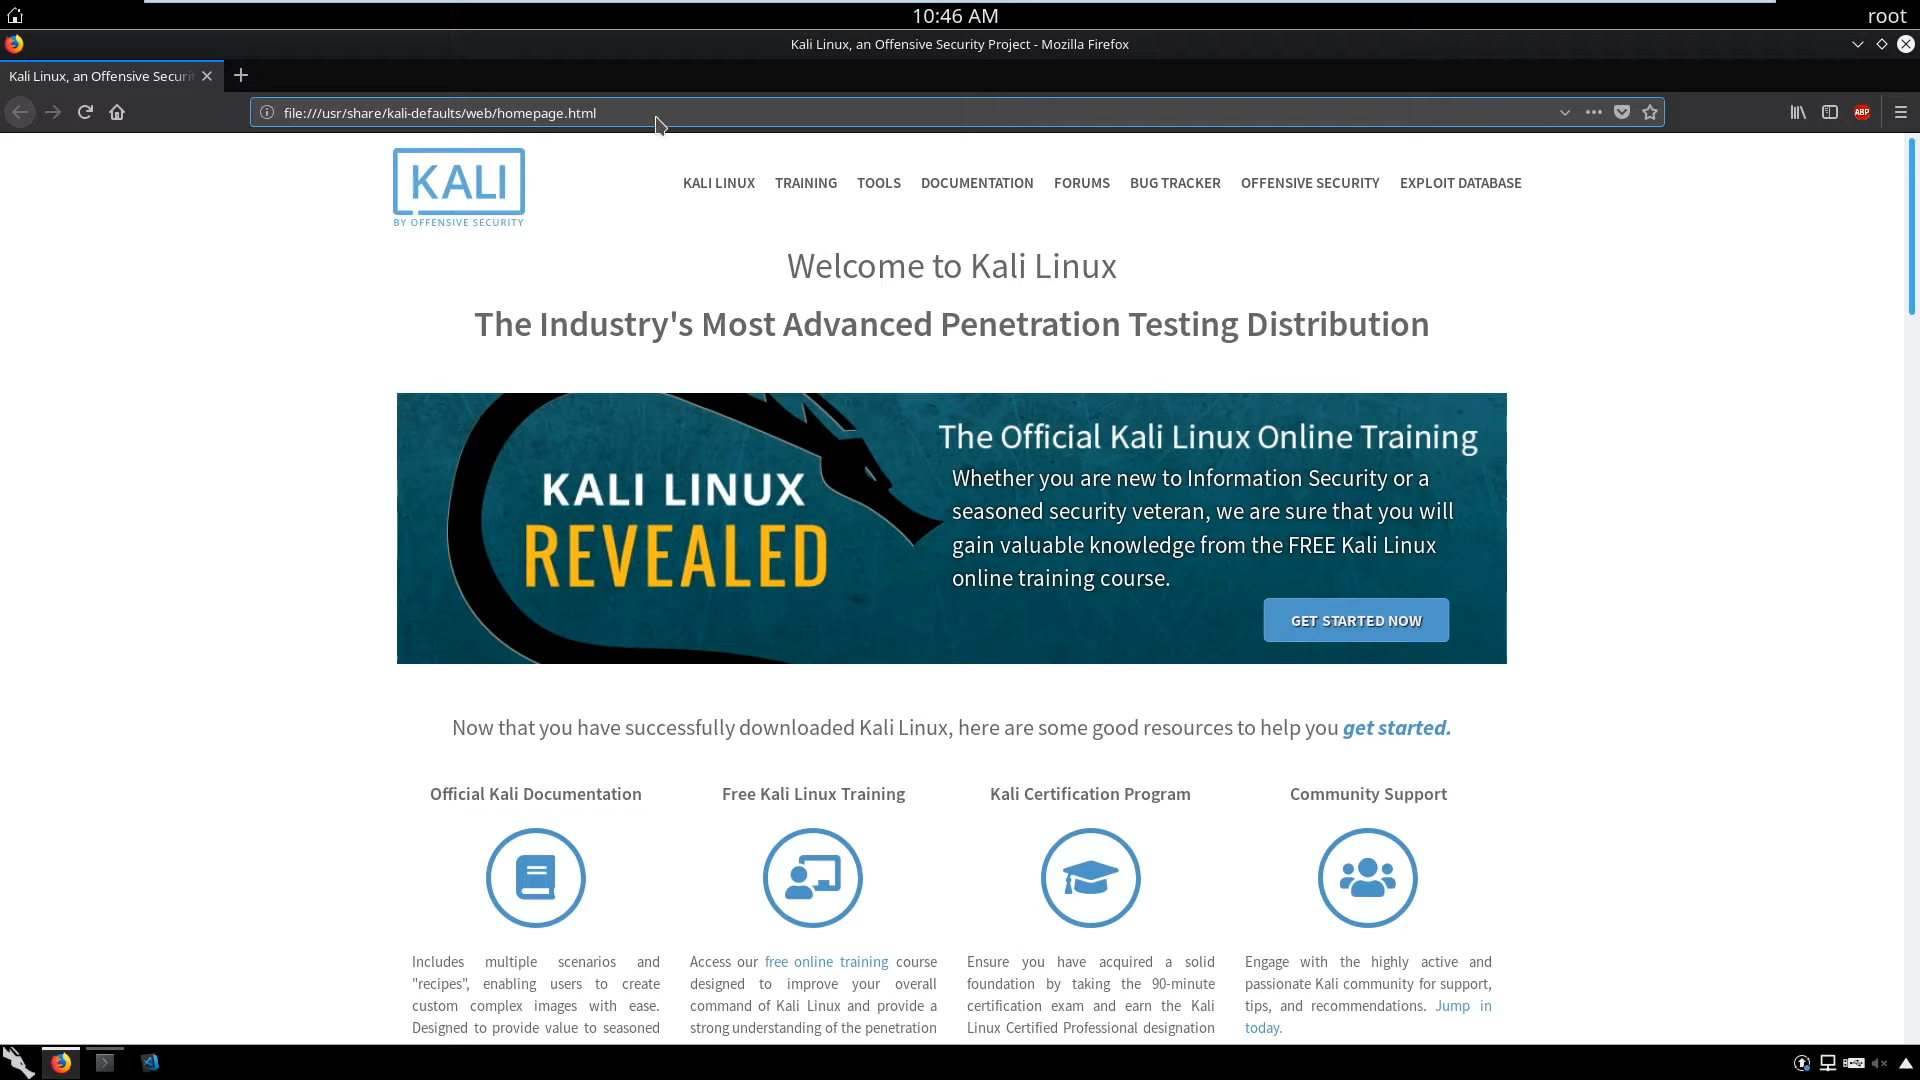 10:46 AM
root
Kali Linux, an Offensive Security Project - Mozilla Firefox
Kali Linux, an Offensive Securi
file:///usr/share/kali-defaults/web/homepage.html
ABP
KALI
BY OFFENSIVE SECURITY
KALI LINUX TRAINING TOOLS DOCUMENTATION FORUMS BUG TRACKER OFFENSIVE SECURITY EXPLOIT DATABASE
Welcome to Kali Linux
The Industry's Most Advanced Penetration Testing Distribution
KALI LINUX
REVEALED
The Official Kali Linux Online Training
Whether you are new to Information Security or a
seasoned security veteran, we are sure that you will
gain valuable knowledge from the FREE Kali Linux
online training course.
GET STARTED NOW
Now that you have successfully downloaded Kali Linux, here are some good resources to help you get started.
Official Kali Documentation
Includes multiple scenarios and
"recipes", enabling users to create
custom complex images with ease.
Designed to provide value to seasoned
Free Kali Linux Training
Access our free online training course
designed to improve your overall
command of Kali Linux and provide a
strong understanding of the penetration
Kali Certification Program
Ensure you have acquired a solid
foundation by taking the 90-minute
certification exam and earn the Kali
Linux Certified Professional designation
Community Support
Engage with the highly active and
passionate Kali community for support,
tips, and recommendations. Jump in
today.